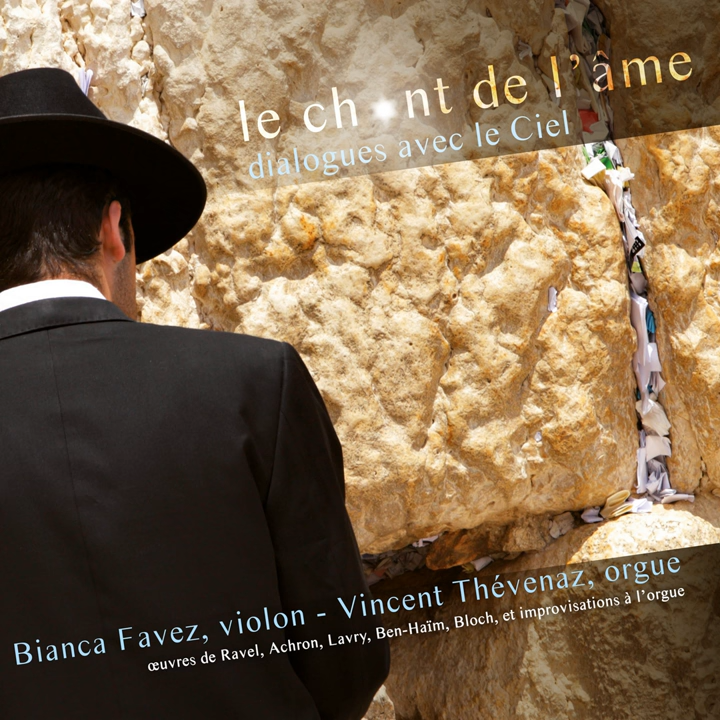 le chant de l'âme
dialogues avec le Ciel
Bianca Favez, violon - Vincent Thévenaz, orgue
œuvres de Ravel, Achron, Lavry, Ben-Haïm, Bloch, et improvisations à l'orgue